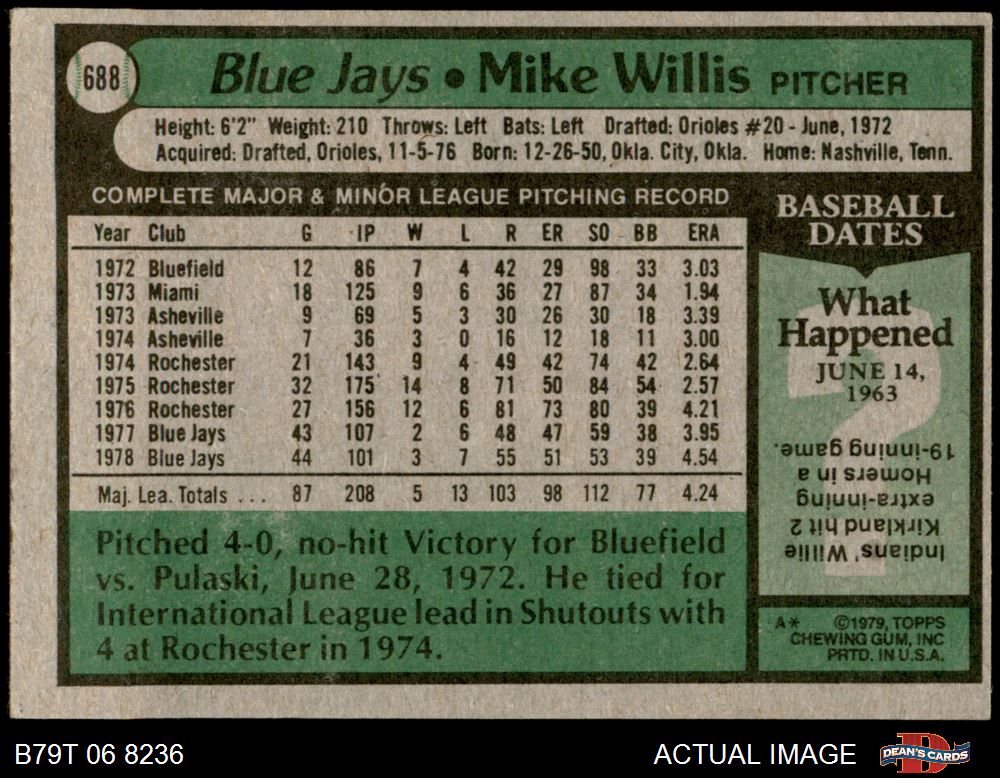 688
Blue Jays • Mike Willis PITCHER
Height: 6'2" Weight: 210 Throws: Left Bats: Left Drafted: Orioles #20 - June, 1972
Acquired: Drafted, Orioles, 11-5-76 Born: 12-26-50, Okla. City, Okla. Home: Nashville, Tenn.
COMPLETE MAJOR & MINOR LEAGUE PITCHING RECORD
Year Club G IP W L R ER SO BB ERA
1972 Bluefield 12 86 7 4 42 29 98 33 3.03
1973 Miami 18 125 9 6 36 27 87 34 1.94
1973 Asheville 9 69 5 3 30 26 30 18 3.39
1974 Asheville 7 36 3 0 16 12 18 11 3.00
1974 Rochester 21 143 9 4 49 42 74 42 2.64
1975 Rochester 32 175 14 8 71 50 84 54 2.57
1976 Rochester 27 156 12 6 81 73 80 39 4.21
1977 Blue Jays 43 107 2 6 48 47 59 38 3.95
1978 Blue Jays 44 101 3 7 55 51 53 39 4.54
Maj. Lea. Totals ... 87 208 5 13 103 98 112 77 4.24
Pitched 4-0, no-hit Victory for Bluefield
vs. Pulaski, June 28, 1972. He tied for
International League lead in Shutouts with
4 at Rochester in 1974.
BASEBALL
DATES
What
Happened
JUNE 14,
1963
Indians' Willie
Kirkland hit 2
extra-inning
Homers in a
19-inning game.
A* ©1979, TOPPS
CHEWING GUM, INC
PRTD. IN U.S.A.
B79T 06 8236
ACTUAL IMAGE
DEAN'S CARDS